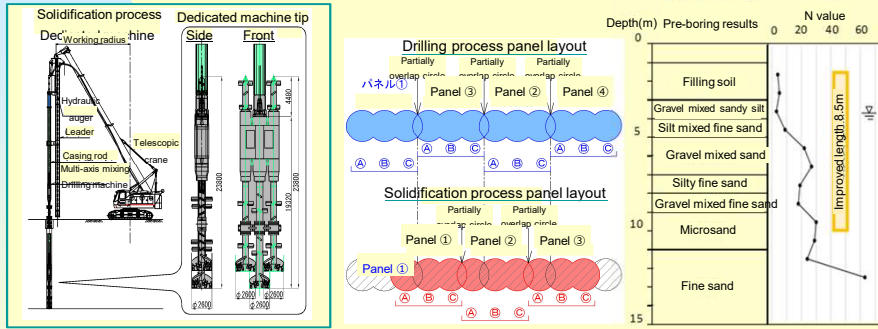 Solidification process
Dedicated machine
Working radius
Hydraulic
auger
Leader
Telescopic
crane
Casing rod
Multi-axis mixing
Drilling machine
Dedicated machine tip
Side
Front
4480
23800
19320
23800
φ2600
φ2600
φ2600
φ2600
Drilling process panel layout
Partially
overlap circle
Partially
overlap circle
Partially
overlap circle
パネル①
Panel ③
Panel ②
Panel ④
Ⓐ Ⓑ Ⓒ
Ⓐ Ⓑ Ⓒ
Ⓐ Ⓑ Ⓒ
Ⓐ Ⓑ Ⓒ
Solidification process panel layout
Partially
overlap circle
Partially
overlap circle
Panel ①
Panel ②
Panel ③
Panel ①
Ⓐ Ⓑ Ⓒ
Ⓐ Ⓑ Ⓒ
Ⓐ Ⓑ Ⓒ
Depth(m)
Pre-boring results
N value
0
0 30 60
Filling soil
Gravel mixed sandy silt
5
Silt mixed fine sand
Gravel mixed sand
Silty fine sand
Gravel mixed fine sand
10
Microsand
Fine sand
15
Improved length.8.5m